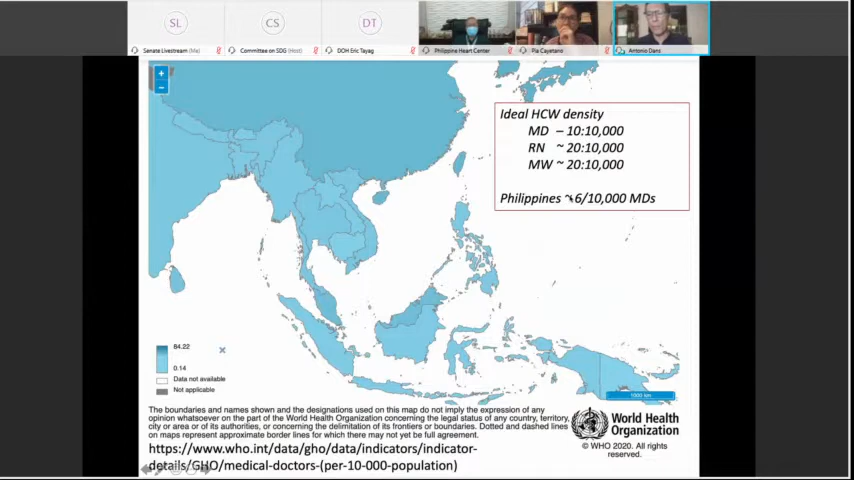 SL
CS
DT
Senate Livestream (Me)
Committee on SDG (Host)
DOH Eric Tayag
Philippine Heart Center
Pia Cayetano
Antonio Dans
+
−
Ideal HCW density
MD – 10:10,000
RN ~ 20:10,000
MW ~ 20:10,000
Philippines ~6/10,000 MDs
84.22
0.14
Data not available
Not applicable
1000 km
The boundaries and names shown and the designations used on this map do not imply the expression of any
opinion whatsoever on the part of the World Health Organization concerning the legal status of any country, territory,
city or area or of its authorities, or concerning the delimitation of its frontiers or boundaries. Dotted and dashed lines
on maps represent approximate border lines for which there may not yet be full agreement.
World Health
Organization
© WHO 2020. All rights
reserved.
https://www.who.int/data/gho/data/indicators/indicator-
details/GHO/medical-doctors-(per-10-000-population)